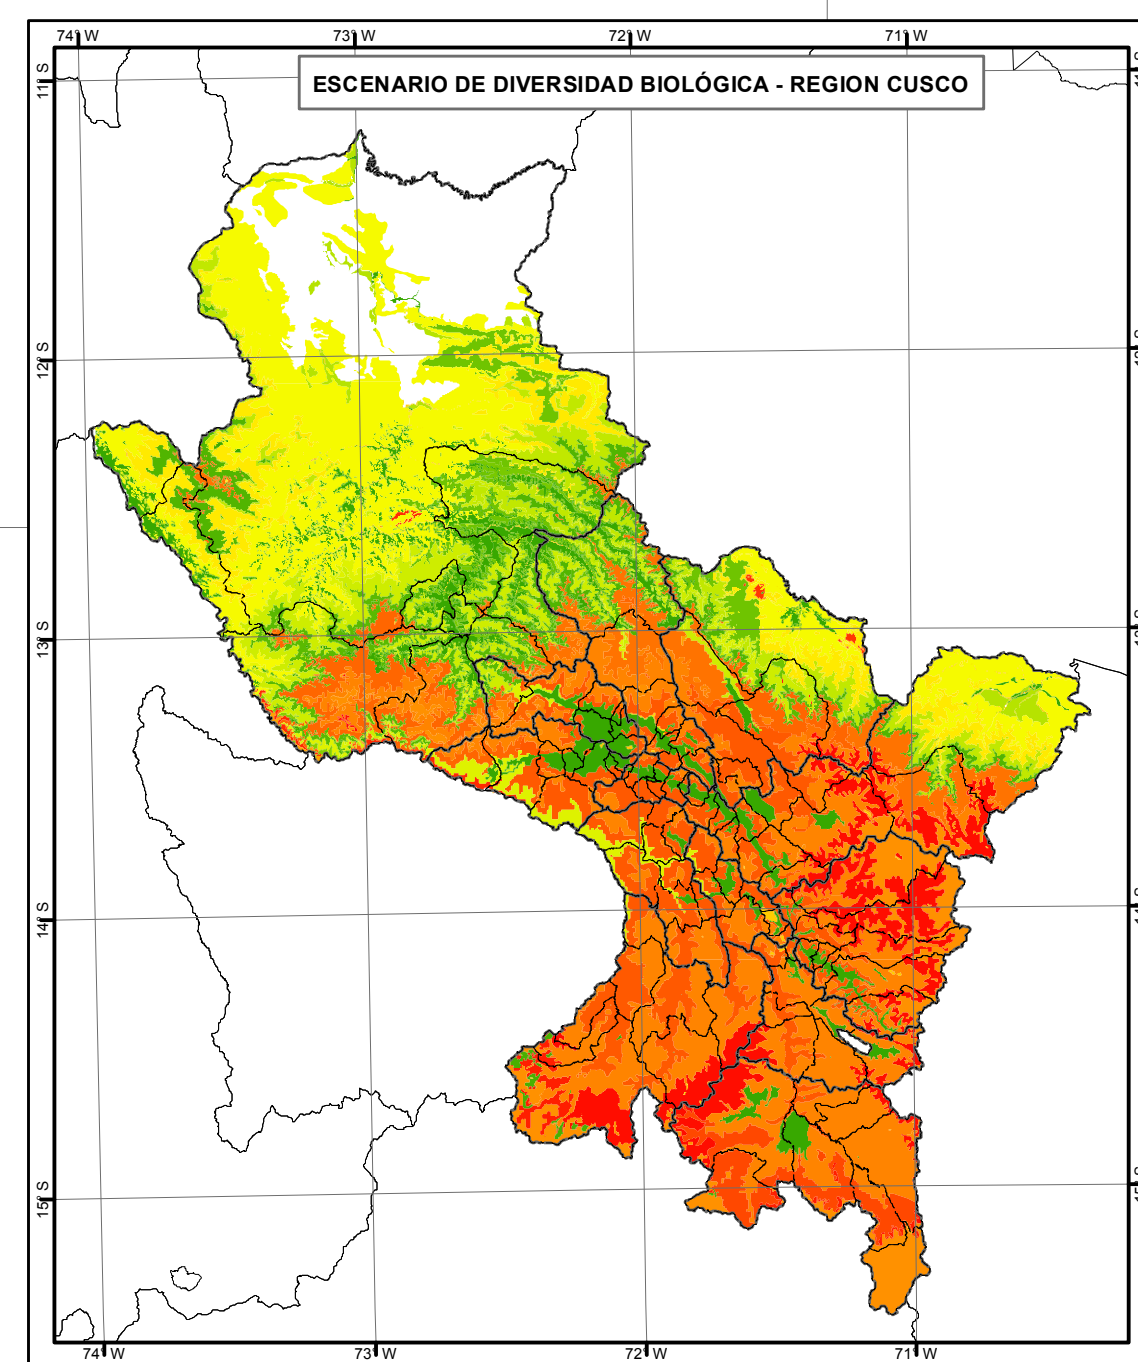 74°W 73°W 72°W 71°W
ESCENARIO DE DIVERSIDAD BIOLÓGICA - REGION CUSCO
11°S
12°S
13°S
14°S
15°S
74°W 73°W 72°W 71°W